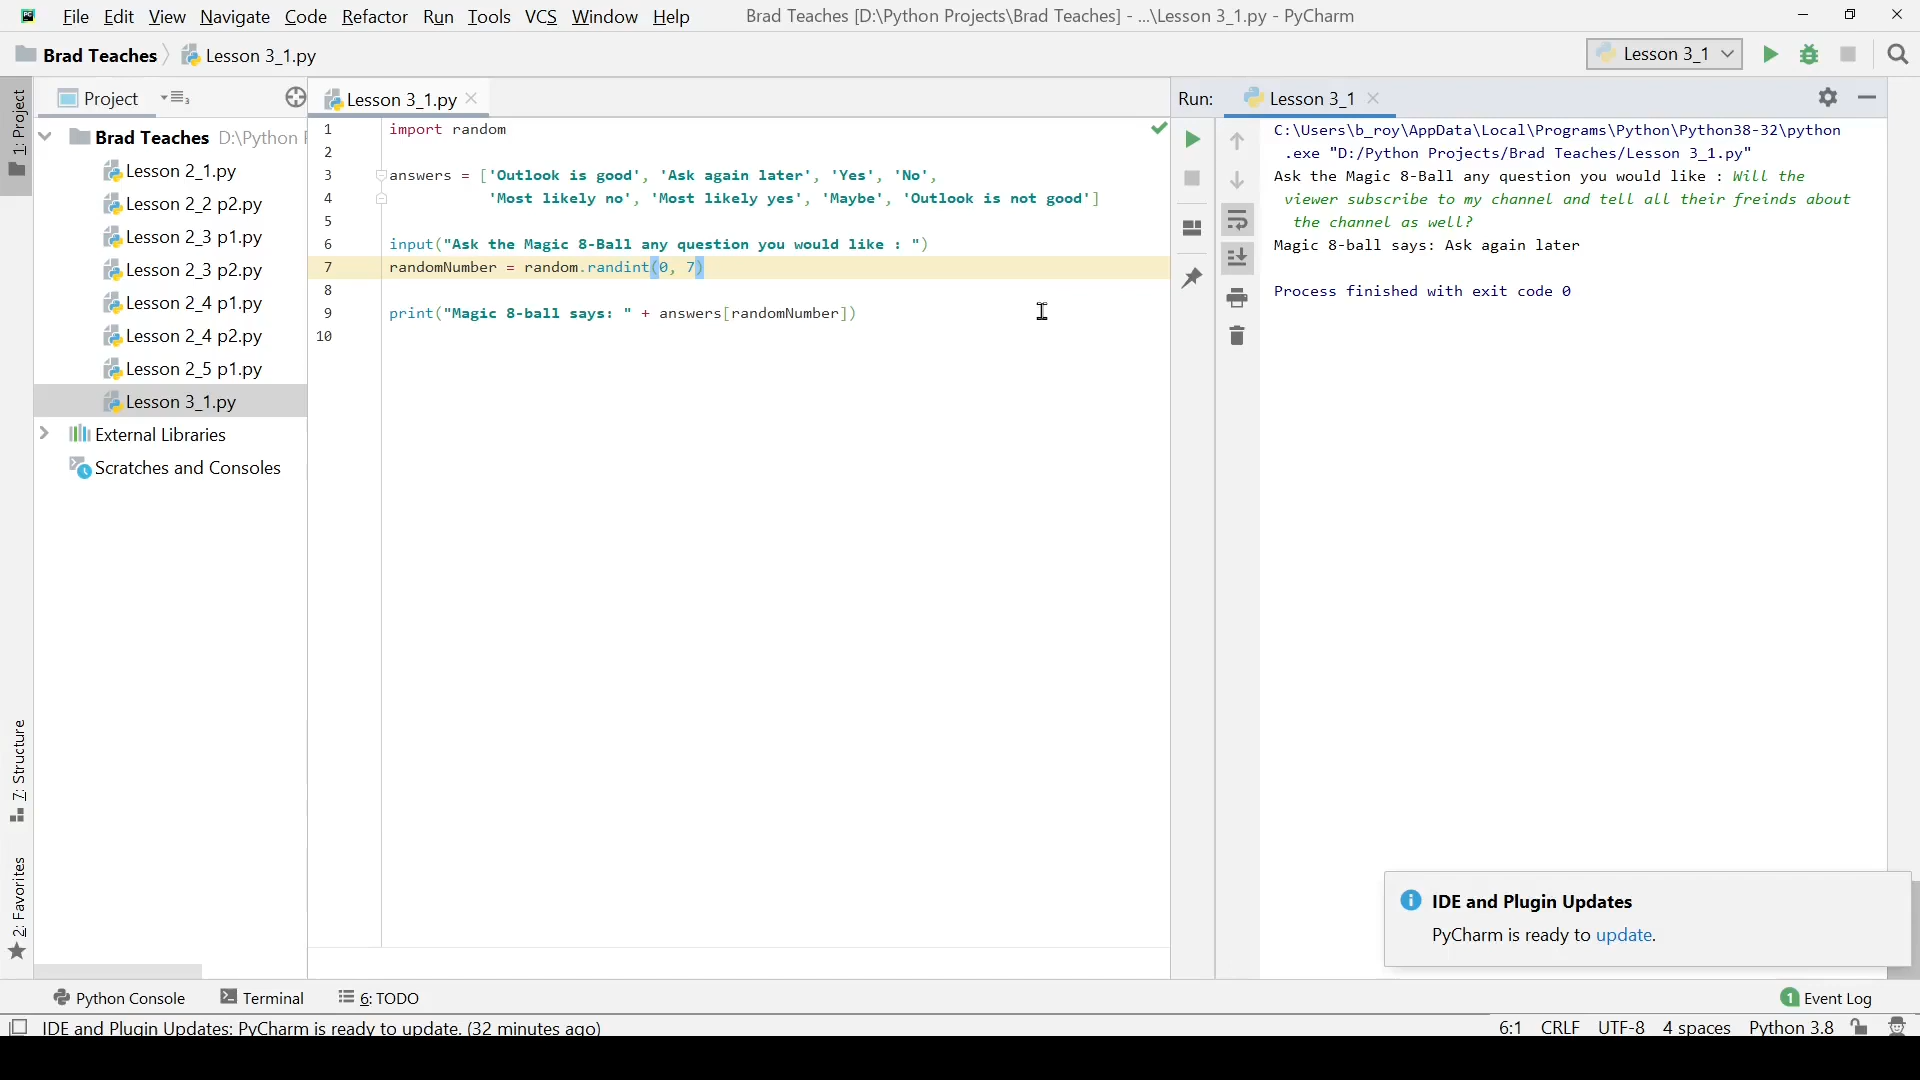 File Edit View Navigate Code Refactor Run Tools VCS Window Help Brad Teaches [D:\Python Projects\Brad Teaches] - ...\Lesson 3_1.py - PyCharm
Brad Teaches Lesson 3_1.py Lesson 3_1
1: Project
Project
Brad Teaches D:\Python
Lesson 2_1.py
Lesson 2_2 p2.py
Lesson 2_3 p1.py
Lesson 2_3 p2.py
Lesson 2_4 p1.py
Lesson 2_4 p2.py
Lesson 2_5 p1.py
Lesson 3_1.py
External Libraries
Scratches and Consoles
7: Structure
2: Favorites
Lesson 3_1.py
1 import random
2
3 answers = ['Outlook is good', 'Ask again later', 'Yes', 'No',
4 'Most likely no', 'Most likely yes', 'Maybe', 'Outlook is not good']
5
6 input("Ask the Magic 8-Ball any question you would like : ")
7 randomNumber = random.randint(0, 7)
8
9 print("Magic 8-ball says: " + answers[randomNumber])
10
Run: Lesson 3_1
C:\Users\b_roy\AppData\Local\Programs\Python\Python38-32\python
.exe "D:/Python Projects/Brad Teaches/Lesson 3_1.py"
Ask the Magic 8-Ball any question you would like : Will the
viewer subscribe to my channel and tell all their freinds about
the channel as well?
Magic 8-ball says: Ask again later
Process finished with exit code 0
IDE and Plugin Updates
PyCharm is ready to update.
Python Console Terminal 6: TODO 1 Event Log
IDE and Plugin Updates: PyCharm is ready to update. (32 minutes ago) 6:1 CRLF UTF-8 4 spaces Python 3.8